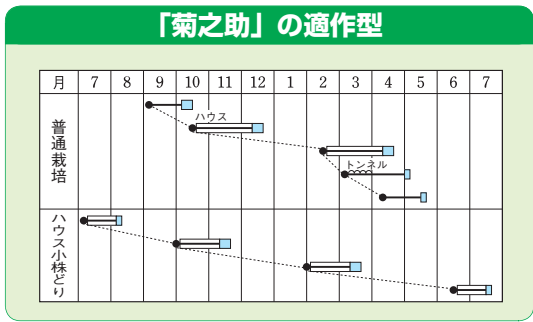 「菊之助」の適作型
月 7 8 9 10 11 12 1 2 3 4 5 6 7
普通栽培
ハウス
トンネル
ハウス小株どり